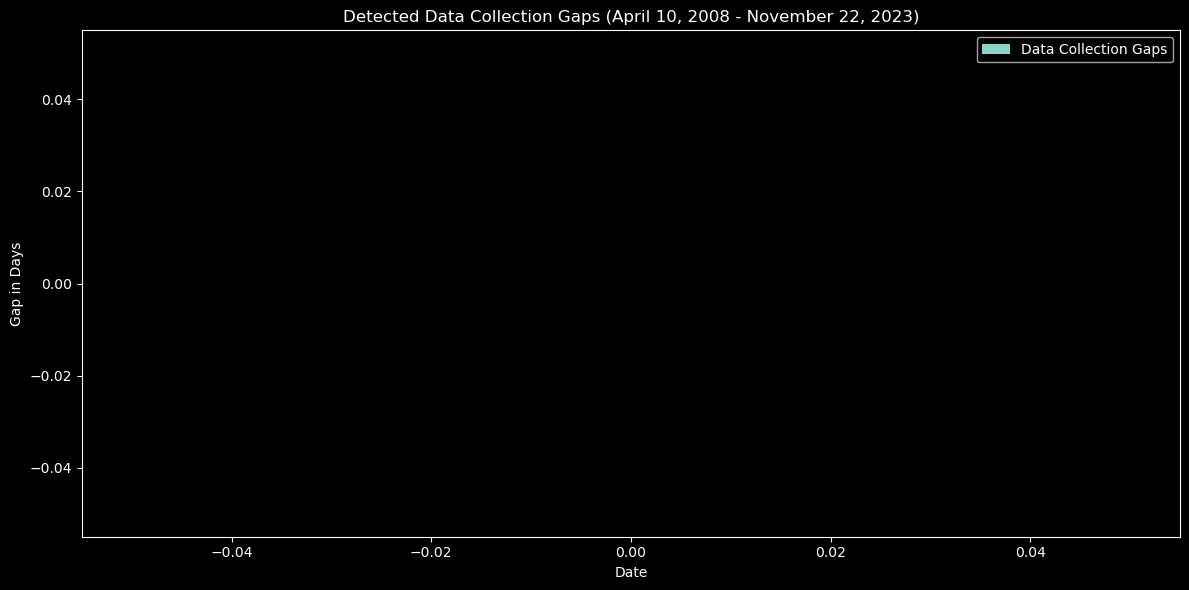 Detected Data Collection Gaps (April 10, 2008 - November 22, 2023)
Data Collection Gaps
Gap in Days
0.04
0.02
0.00
−0.02
−0.04
−0.04
−0.02
0.00
0.02
0.04
Date